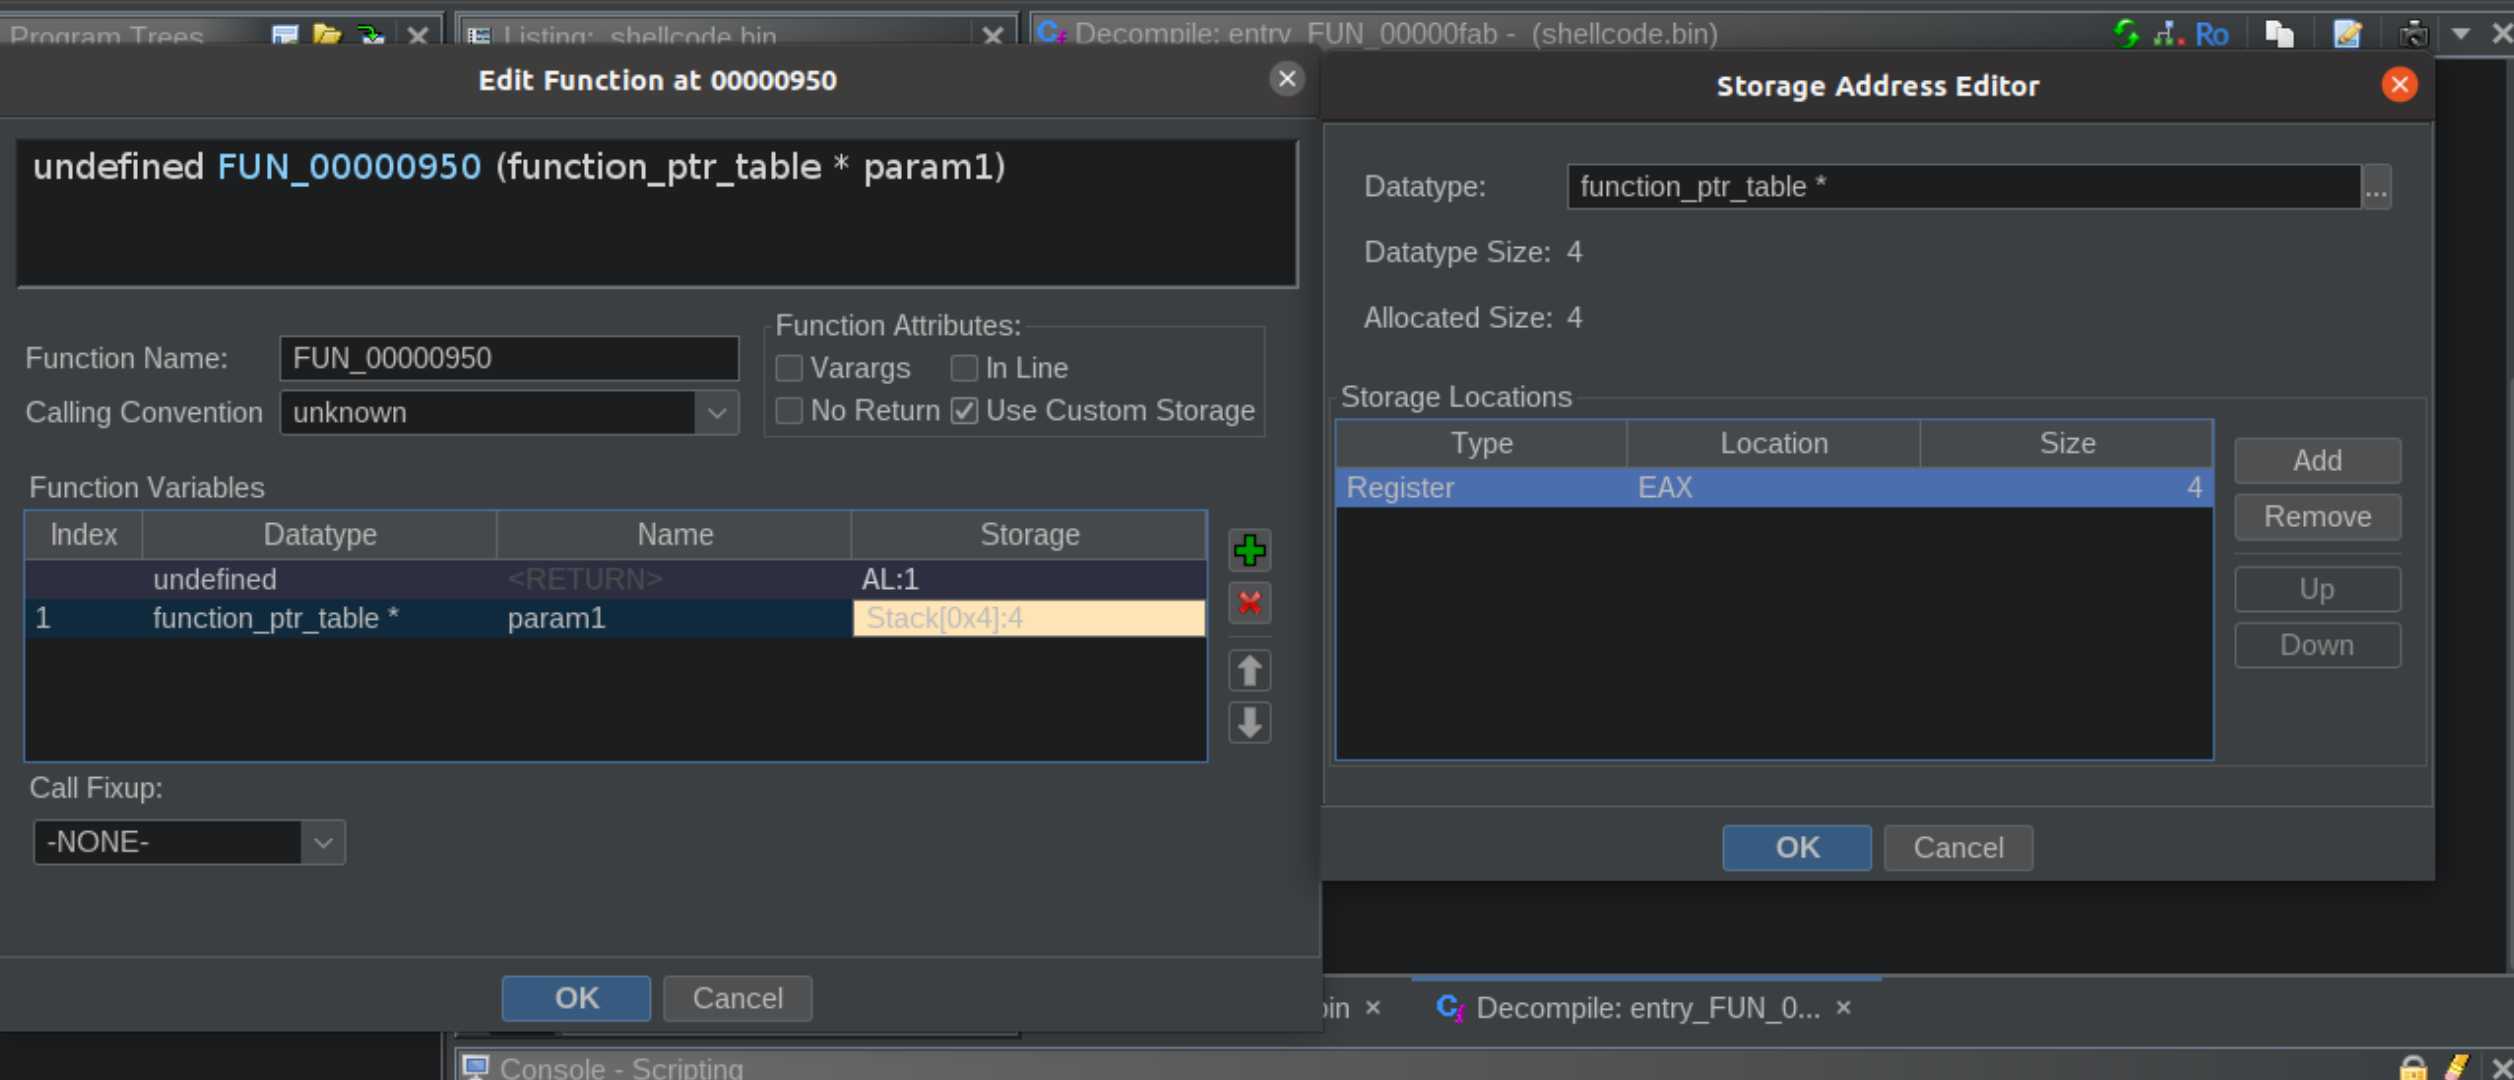 Program Trees
Listing: shellcode.bin
Decompile: entry_FUN_00000fab - (shellcode.bin)
Ro
Edit Function at 00000950
undefined FUN_00000950 (function_ptr_table * param1)
Function Name: FUN_00000950
Calling Convention unknown
Function Attributes:
Varargs In Line
No Return Use Custom Storage
Function Variables
Index Datatype Name Storage
undefined <RETURN> AL:1
1 function_ptr_table * param1 Stack[0x4]:4
Call Fixup:
-NONE-
OK Cancel
Storage Address Editor
Datatype: function_ptr_table * ...
Datatype Size: 4
Allocated Size: 4
Storage Locations
Type Location Size
Register EAX 4
Add
Remove
Up
Down
OK Cancel
bin
Decompile: entry_FUN_0...
Console - Scripting